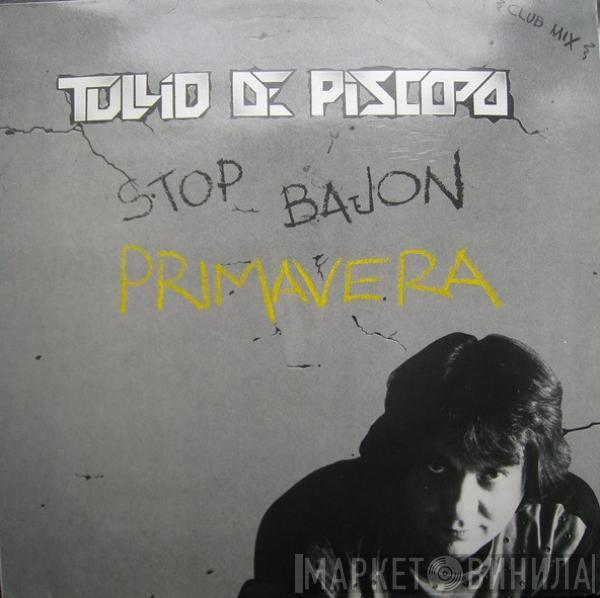 CLUB MIX
TULLIO DE PISCOPO
STOP BAJON
PRIMAVERA
МАРКЕТ ВИНИЛА